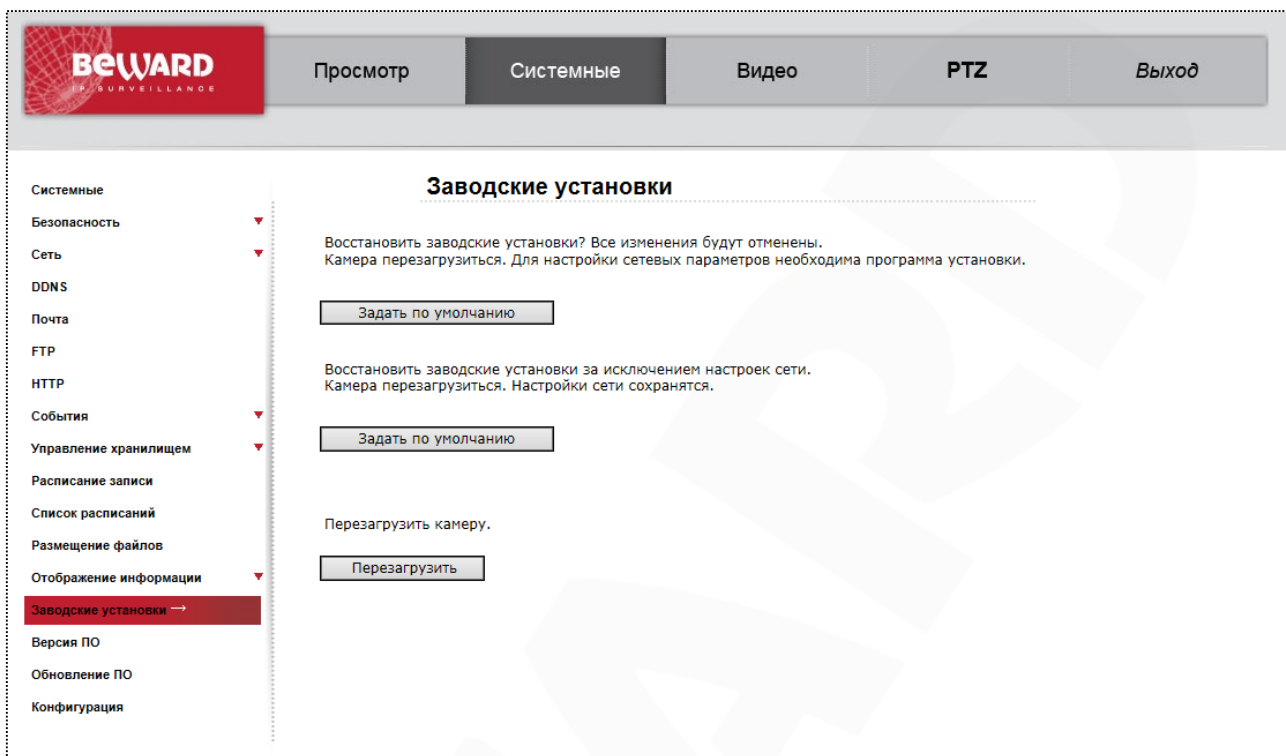 BEWARD
IP SURVEILLANCE
Просмотр
Системные
Видео
PTZ
Выход
Системные
Безопасность
Сеть
DDNS
Почта
FTP
HTTP
События
Управление хранилищем
Расписание записи
Список расписаний
Размещение файлов
Отображение информации
Заводские установки →
Версия ПО
Обновление ПО
Конфигурация
Заводские установки
Восстановить заводские установки? Все изменения будут отменены.
Камера перезагрузиться. Для настройки сетевых параметров необходима программа установки.
Задать по умолчанию
Восстановить заводские установки за исключением настроек сети.
Камера перезагрузиться. Настройки сети сохранятся.
Задать по умолчанию
Перезагрузить камеру.
Перезагрузить